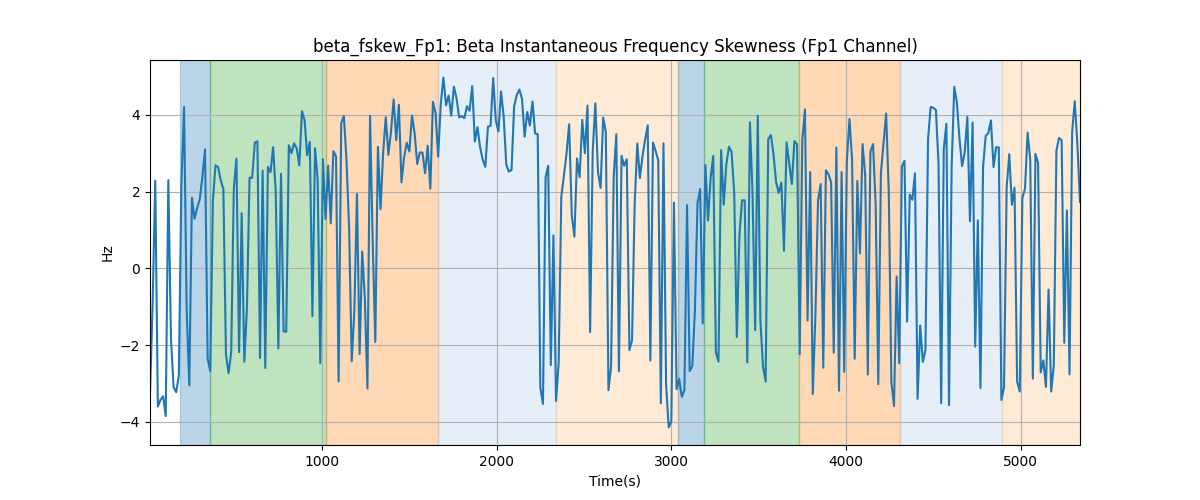 beta_fskew_Fp1: Beta Instantaneous Frequency Skewness (Fp1 Channel)
Hz
4
2
0
−2
−4
1000 2000 3000 4000 5000
Time(s)